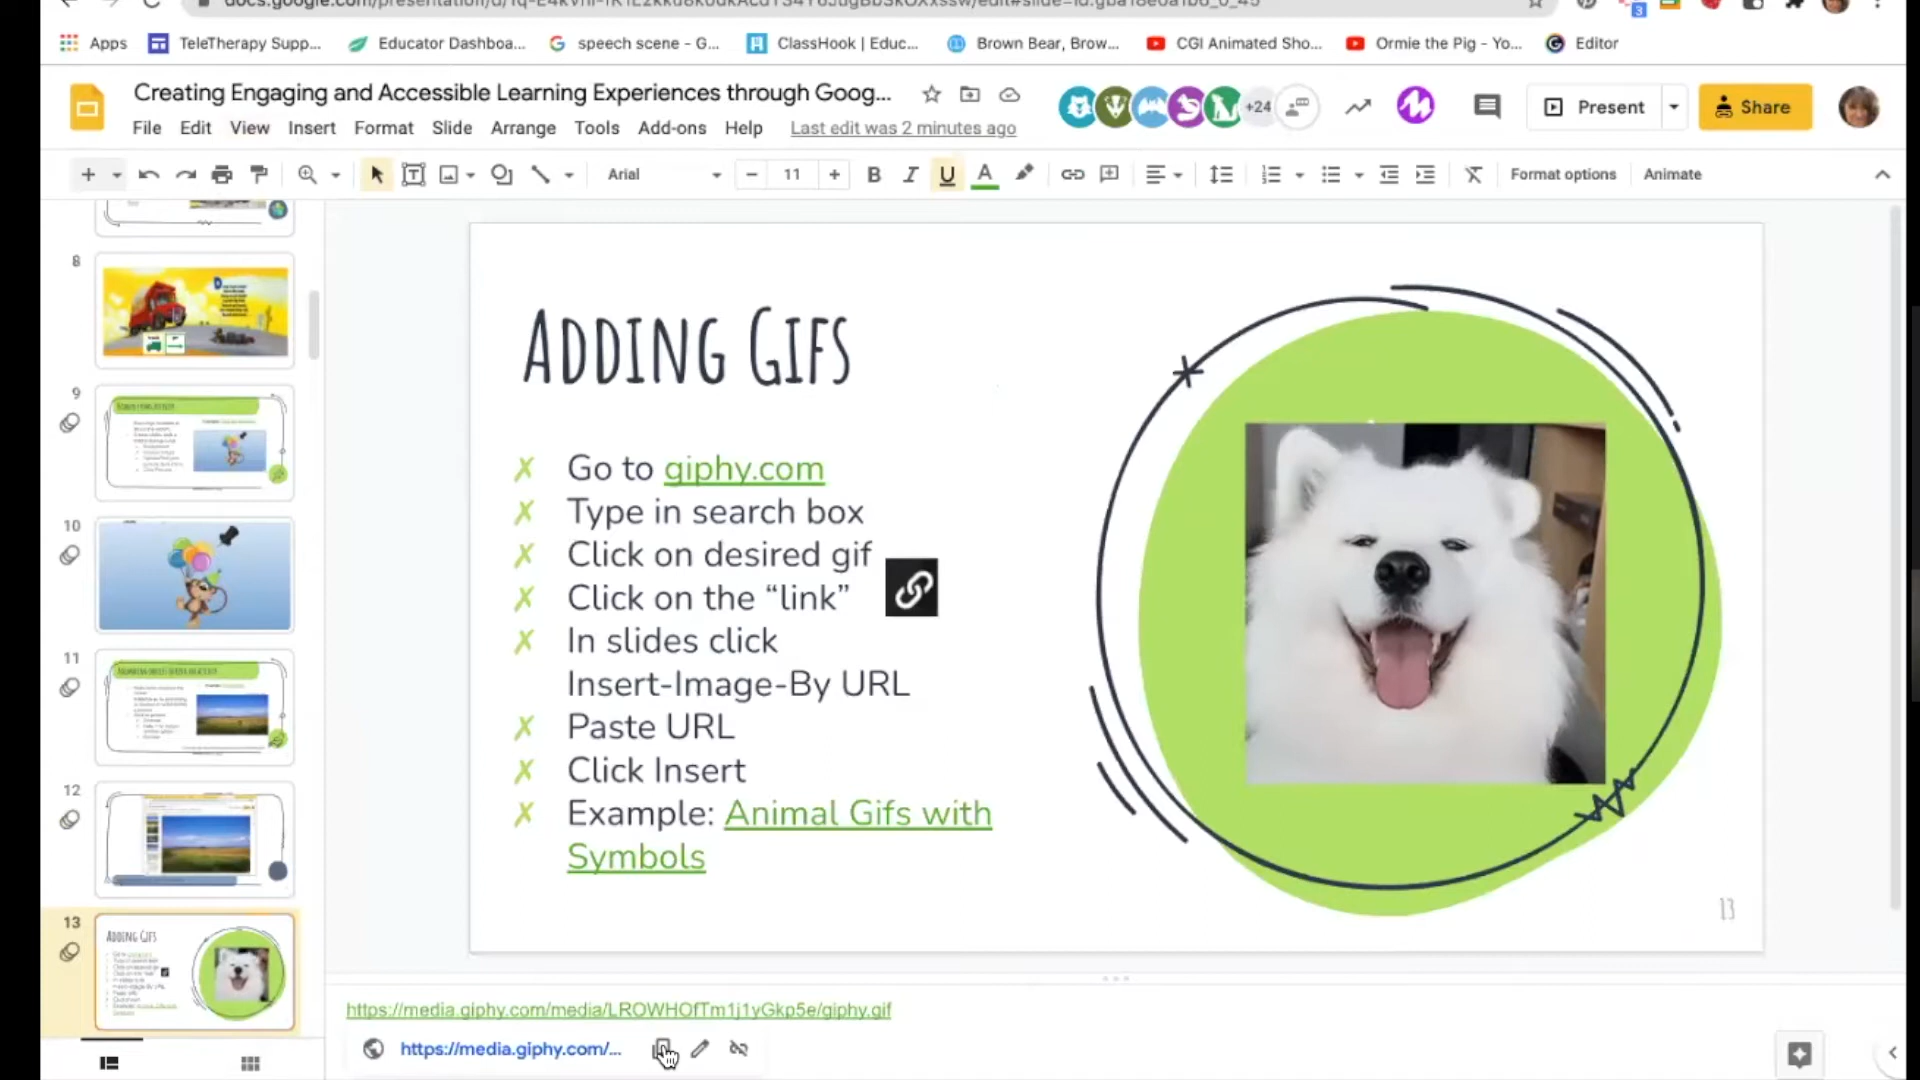 3
Apps
TeleTherapy Supp...
Educator Dashboa...
speech scene - G...
ClassHook | Educ...
Brown Bear, Brow...
CGI Animated Sho...
Ormie the Pig - Yo...
Editor
Creating Engaging and Accessible Learning Experiences through Goog...
+24
Present
Share
File Edit View Insert Format Slide Arrange Tools Add-ons Help Last edit was 2 minutes ago
Arial 11 B I U A Format options Animate
8
9
10
11
12
13
Adding Gifs
Adding Gifs
Go to giphy.com
Type in search box
Click on desired gif
Click on the “link”
In slides click
Insert-Image-By URL
Paste URL
Click Insert
Example: Animal Gifs with
Symbols
13
https://media.giphy.com/media/LROWHOfTm1j1yGkp5e/giphy.gif
https://media.giphy.com/...